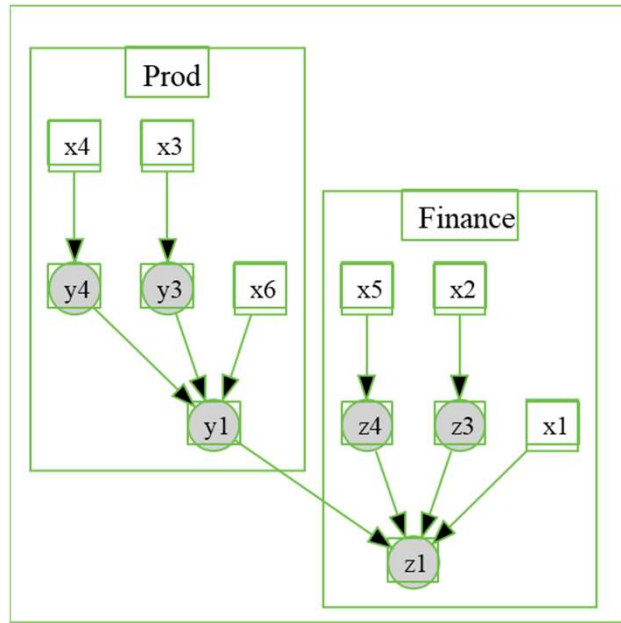 Prod
x4 x3
Finance
y4 y3 x6 x5 x2
y1 z4 z3 x1
z1